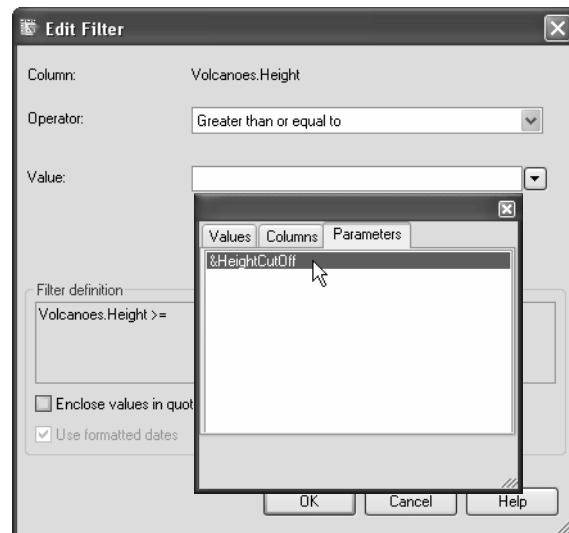 Edit Filter
Column: Volcanoes.Height
Operator: Greater than or equal to
Value:
Values Columns Parameters
&HeightCutOff
Filter definition
Volcanoes.Height >=
Enclose values in quot
Use formatted dates
OK Cancel Help